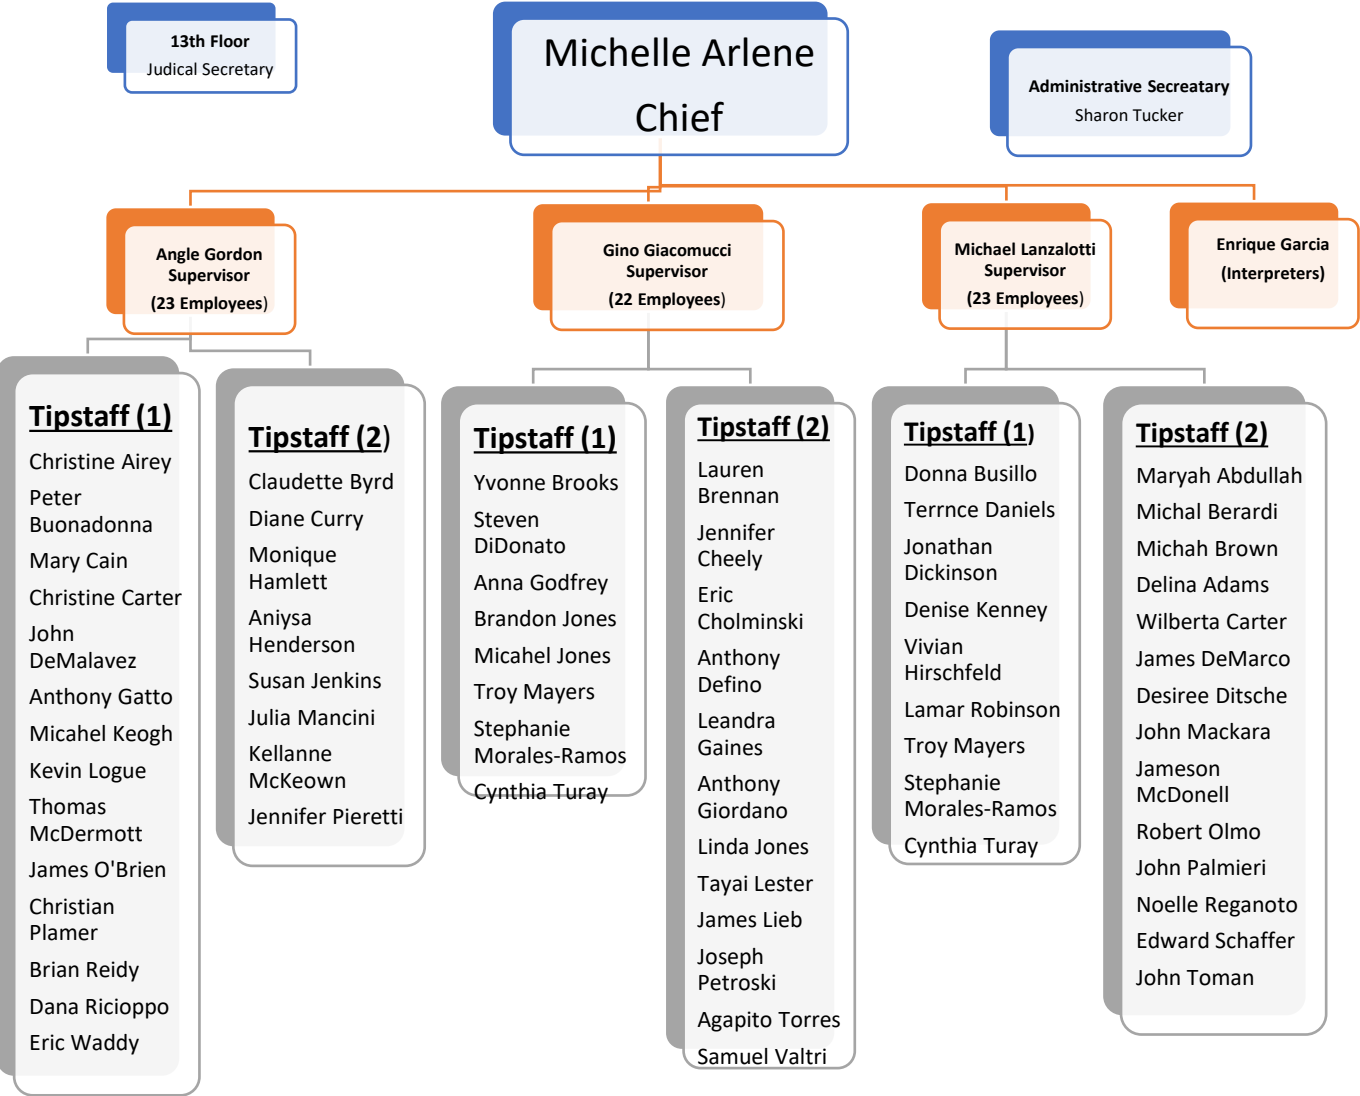 13th Floor
Judical Secretary
Michelle Arlene
Chief
Administrative Secreatary
Sharon Tucker
Angle Gordon
Supervisor
(23 Employees)
Gino Giacomucci
Supervisor
(22 Employees)
Michael Lanzalotti
Supervisor
(23 Employees)
Enrique Garcia
(Interpreters)
Tipstaff (1)
Christine Airey
Peter
Buonadonna
Mary Cain
Christine Carter
John
DeMalavez
Anthony Gatto
Micahel Keogh
Kevin Logue
Thomas
McDermott
James O'Brien
Christian
Plamer
Brian Reidy
Dana Ricioppo
Eric Waddy
Tipstaff (2)
Claudette Byrd
Diane Curry
Monique
Hamlett
Aniysa
Henderson
Susan Jenkins
Julia Mancini
Kellanne
McKeown
Jennifer Pieretti
Tipstaff (1)
Yvonne Brooks
Steven
DiDonato
Anna Godfrey
Brandon Jones
Micahel Jones
Troy Mayers
Stephanie
Morales-Ramos
Cynthia Turay
Tipstaff (2)
Lauren
Brennan
Jennifer
Cheely
Eric
Cholminski
Anthony
Defino
Leandra
Gaines
Anthony
Giordano
Linda Jones
Tayai Lester
James Lieb
Joseph
Petroski
Agapito Torres
Samuel Valtri
Tipstaff (1)
Donna Busillo
Terrnce Daniels
Jonathan
Dickinson
Denise Kenney
Vivian
Hirschfeld
Lamar Robinson
Troy Mayers
Stephanie
Morales-Ramos
Cynthia Turay
Tipstaff (2)
Maryah Abdullah
Michal Berardi
Michah Brown
Delina Adams
Wilberta Carter
James DeMarco
Desiree Ditsche
John Mackara
Jameson
McDonell
Robert Olmo
John Palmieri
Noelle Reganoto
Edward Schaffer
John Toman